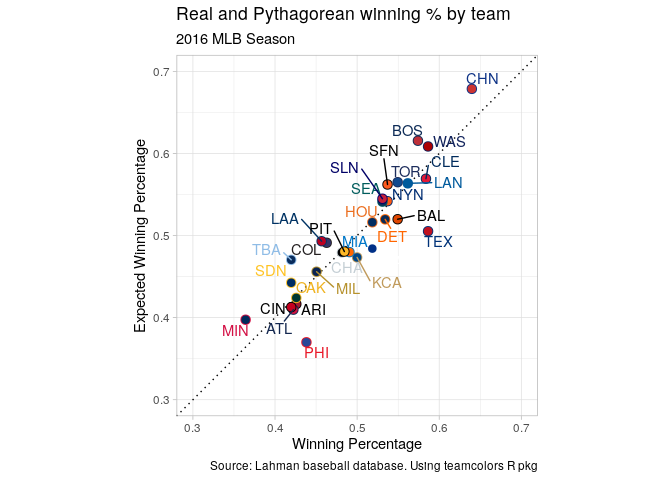 Real and Pythagorean winning % by team
2016 MLB Season
Expected Winning Percentage
0.7
0.6
0.5
0.4
0.3
CHN
BOS
WAS
SFN
CLE
SLN
TOR
LAN
SEA
NYN
HOU
BAL
LAA
PIT
DET
TEX
MIA
TBA
COL
CHA
SDN
KCA
OAK
MIL
CIN
ARI
MIN
ATL
PHI
0.3
0.4
0.5
0.6
0.7
Winning Percentage
Source: Lahman baseball database. Using teamcolors R pkg